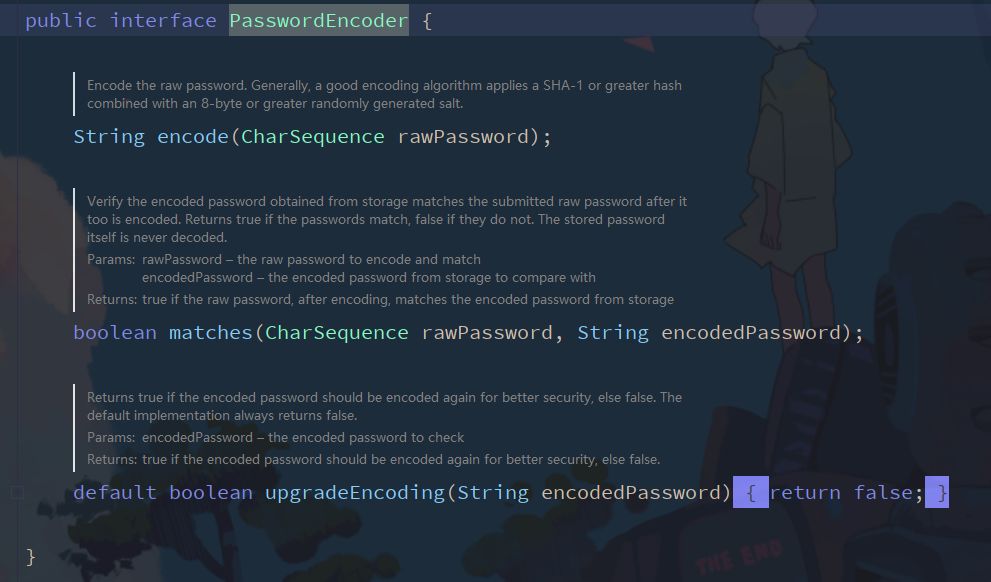 public interface PasswordEncoder {
Encode the raw password. Generally, a good encoding algorithm applies a SHA-1 or greater hash
combined with an 8-byte or greater randomly generated salt.
String encode(CharSequence rawPassword);
Verify the encoded password obtained from storage matches the submitted raw password after it
too is encoded. Returns true if the passwords match, false if they do not. The stored password
itself is never decoded.
Params: rawPassword – the raw password to encode and match
encodedPassword – the encoded password from storage to compare with
Returns: true if the raw password, after encoding, matches the encoded password from storage
boolean matches(CharSequence rawPassword, String encodedPassword);
Returns true if the encoded password should be encoded again for better security, else false. The
default implementation always returns false.
Params: encodedPassword – the encoded password to check
Returns: true if the encoded password should be encoded again for better security, else false.
default boolean upgradeEncoding(String encodedPassword) { return false; }
THE END
}